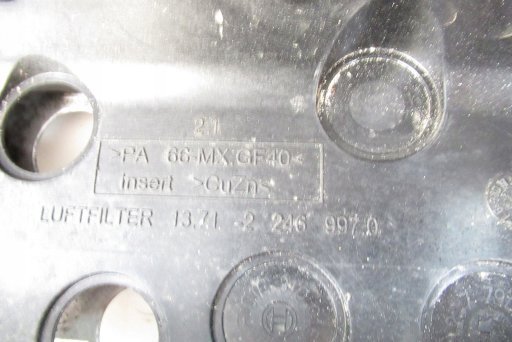 21
>PA 66-MX;GF40<
insert >CuZn<
LUFTFILTER 13.71 -2 246 997.0